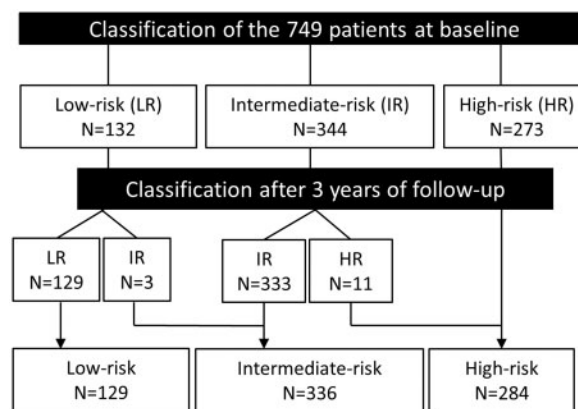 Classification of the 749 patients at baseline
Low-risk (LR)
N=132
Intermediate-risk (IR)
N=344
High-risk (HR)
N=273
Classification after 3 years of follow-up
LR
N=129
IR
N=3
IR
N=333
HR
N=11
Low-risk
N=129
Intermediate-risk
N=336
High-risk
N=284